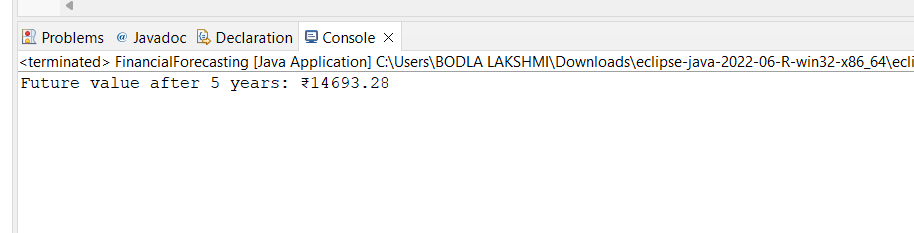 Problems @ Javadoc Declaration Console ×
<terminated> FinancialForecasting [Java Application] C:\Users\BODLA LAKSHMI\Downloads\eclipse-java-2022-06-R-win32-x86_64\ecli
Future value after 5 years: ₹14693.28